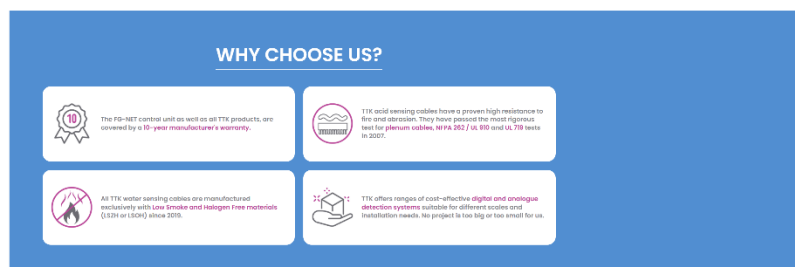 WHY CHOOSE US?
10
The FG-NET control unit as well as all TTK products, are
covered by a 10-year manufacturer's warranty.
TTK acid sensing cables have a proven high resistance to
fire and abrasion. They have passed the most rigorous
test for plenum cables, NFPA 262 / UL 910 and UL 719 tests
in 2007.
All TTK water sensing cables are manufactured
exclusively with Low Smoke and Halogen Free materials
(LSZH or LSOH) since 2019.
TTK offers ranges of cost-effective digital and analogue
detection systems suitable for different scales and
installation needs. No project is too big or too small for us.